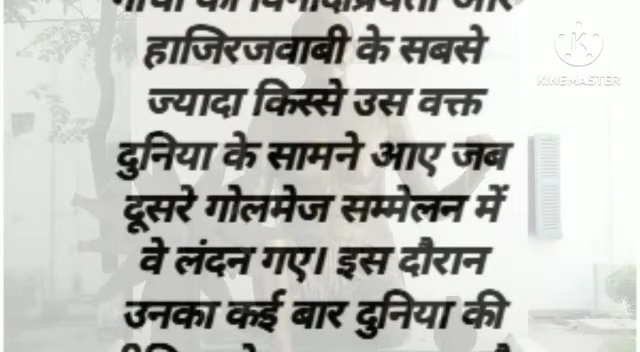 हाजिरजवाबी के सबसे
ज्यादा किस्से उस वक्त
दुनिया के सामने आए जब
दूसरे गोलमेज सम्मेलन में
वे लंदन गए। इस दौरान
उनका कई बार दुनिया की
KINEMASTER